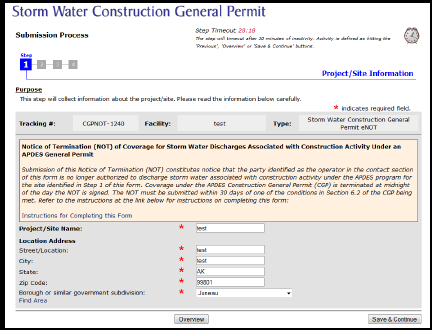 Storm Water Construction General Permit
Submission Process
Step Timeout 28:18
The step will timeout after 30 minutes of inactivity. Activity is defined as hitting the
'Previous', 'Overview' or 'Save & Continue' buttons.
Step
1 2 3 4
Project/Site Information
Purpose
This step will collect information about the project/site. Please read the information below carefully.
* indicates required field.
Tracking #: CGPNOT-1240 Facility: test Type: Storm Water Construction General
Permit eNOT
Notice of Termination (NOT) of Coverage for Storm Water Discharges Associated with Construction Activity Under an
APDES General Permit
Submission of this Notice of Termination (NOT) constitutes notice that the party identified as the operator in the contact section
of this form is no longer authorized to discharge storm water associated with construction activity under the APDES program for
the site identified in Step 1 of this form. Coverage under the APDES Construction General Permit (CGP) is terminated at midnight
of the day the NOT is signed. The NOT must be submitted within 30 days of one of the conditions in Section 6.2 of the CGP being
met. Refer to the instructions at the link below for instructions on completing this form:
Instructions for Completing this Form
Project/Site Name: * test
Location Address
Street/Location: * test
City: * test
State: * AK
Zip Code: * 99801
Borough or similar government subdivision: * Juneau
Find Area
Overview Save & Continue